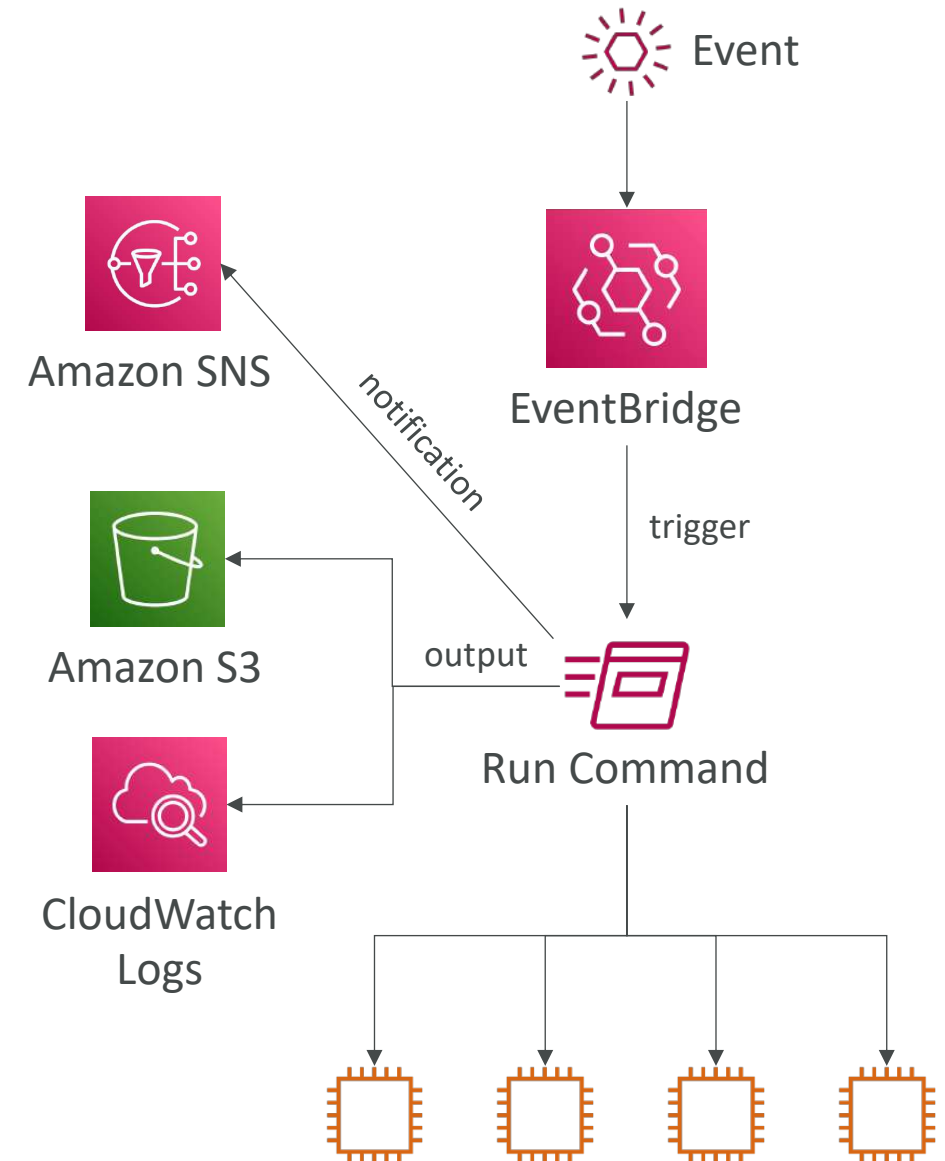 Event
Amazon SNS
notification
EventBridge
trigger
Amazon S3
output
Run Command
CloudWatch
Logs